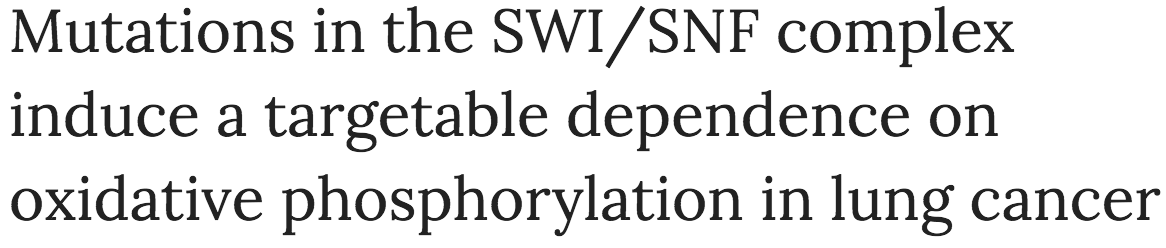 Mutations in the SWI/SNF complex
induce a targetable dependence on
oxidative phosphorylation in lung cancer